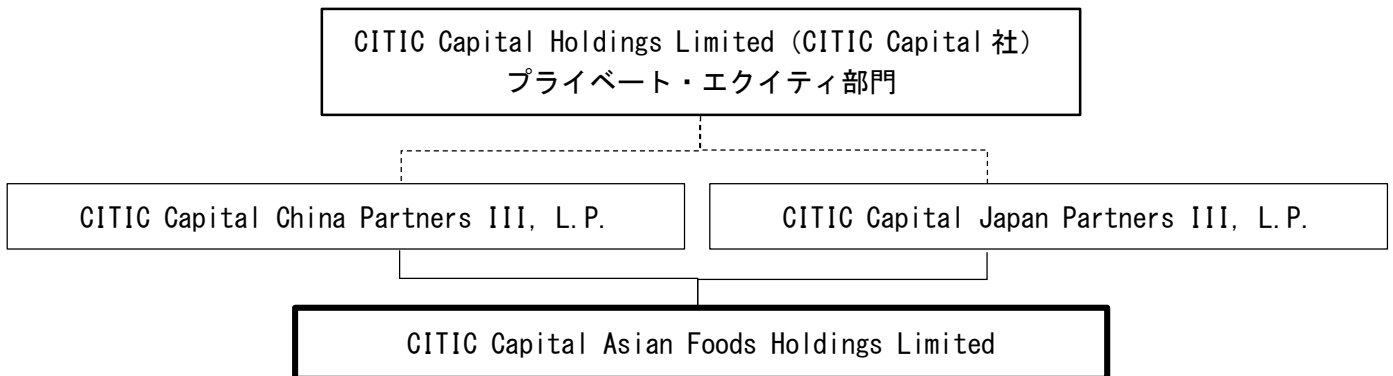 CITIC Capital Holdings Limited（CITIC Capital 社）
プライベート・エクイティ部門
CITIC Capital China Partners III, L.P.
CITIC Capital Japan Partners III, L.P.
CITIC Capital Asian Foods Holdings Limited